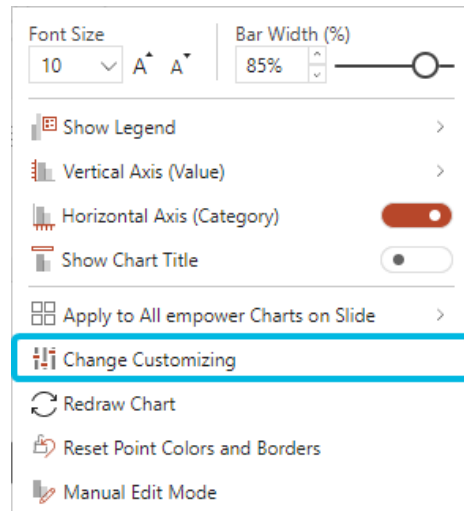 Font Size Bar Width (%)
10 A A 85%
Show Legend
Vertical Axis (Value)
Horizontal Axis (Category)
Show Chart Title
Apply to All empower Charts on Slide
Change Customizing
Redraw Chart
Reset Point Colors and Borders
Manual Edit Mode